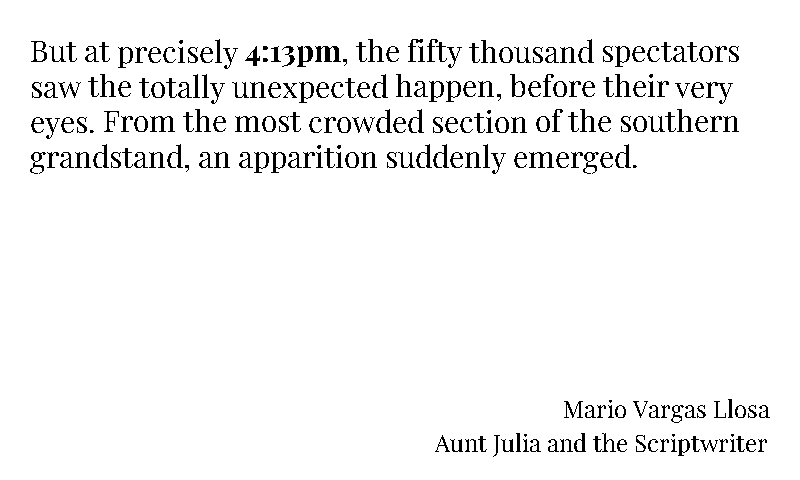 But at precisely 4:13pm, the fifty thousand spectators
saw the totally unexpected happen, before their very
eyes. From the most crowded section of the southern
grandstand, an apparition suddenly emerged.
Mario Vargas Llosa
Aunt Julia and the Scriptwriter